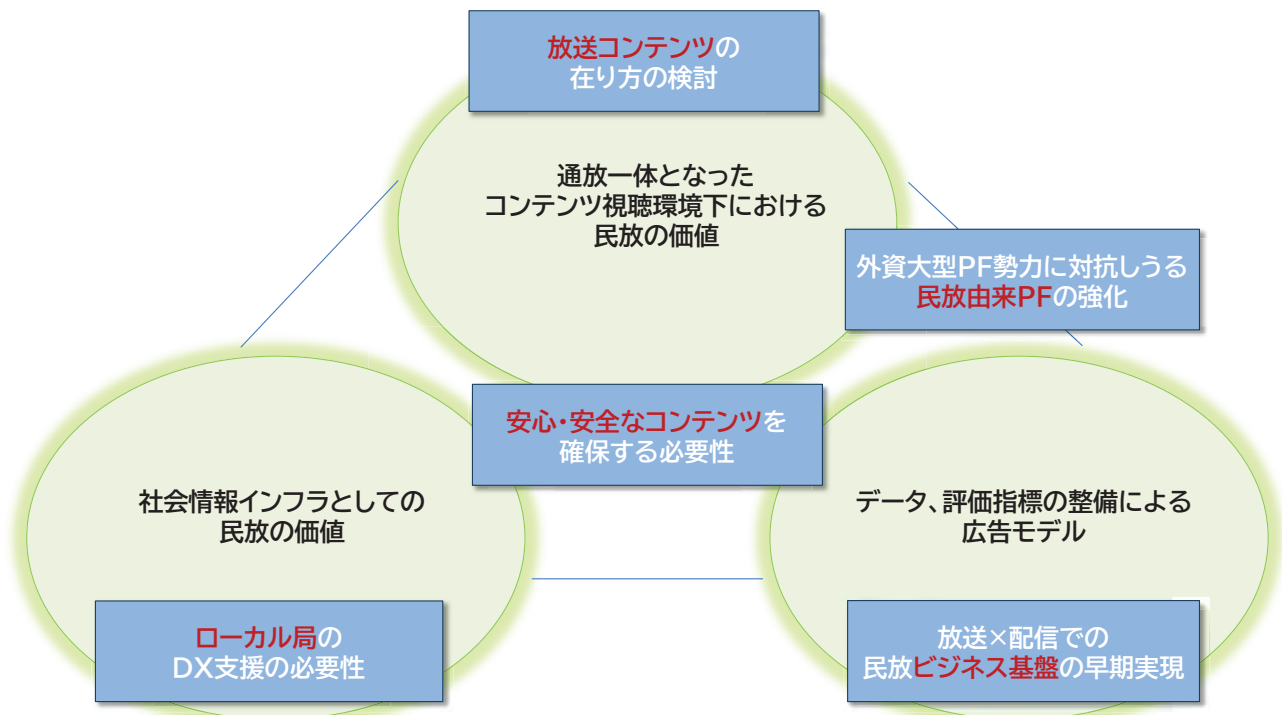 放送コンテンツの
在り方の検討
通放一体となった
コンテンツ視聴環境下における
民放の価値
外資大型PF勢力に対抗しうる
民放由来PFの強化
安心・安全なコンテンツを
確保する必要性
社会情報インフラとしての
民放の価値
データ、評価指標の整備による
広告モデル
ローカル局の
DX支援の必要性
放送×配信での
民放ビジネス基盤の早期実現